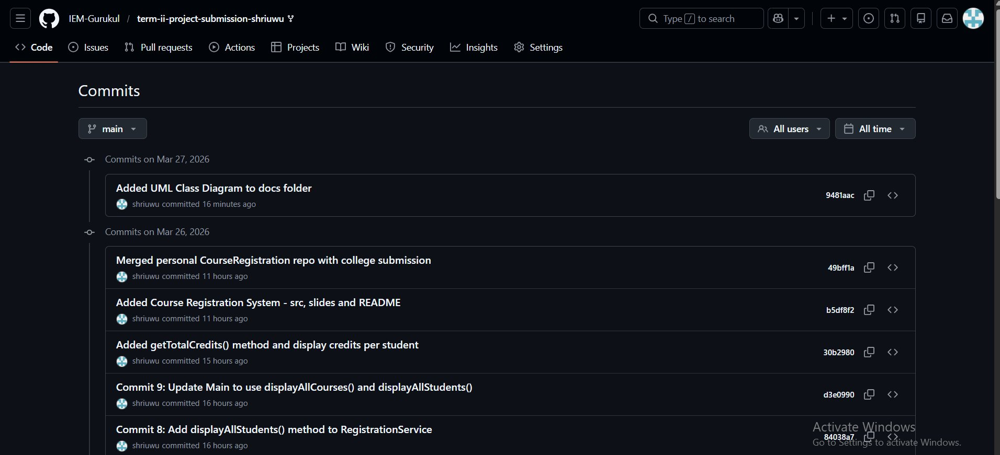 IEM-Gurukul / term-ii-project-submission-shriuwu
Type / to search
Code Issues Pull requests Actions Projects Wiki Security Insights Settings
Commits
main
All users
All time
Commits on Mar 27, 2026
Added UML Class Diagram to docs folder
shriuwu committed 16 minutes ago
9481aac
Commits on Mar 26, 2026
Merged personal CourseRegistration repo with college submission
shriuwu committed 11 hours ago
49bff1a
Added Course Registration System - src, slides and README
shriuwu committed 11 hours ago
b5df8f2
Added getTotalCredits() method and display credits per student
shriuwu committed 15 hours ago
30b2980
Commit 9: Update Main to use displayAllCourses() and displayAllStudents()
shriuwu committed 16 hours ago
d3e0990
Commit 8: Add displayAllStudents() method to RegistrationService
shriuwu committed 16 hours ago
84038a7
Activate Windows
Go to Settings to activate Windows.